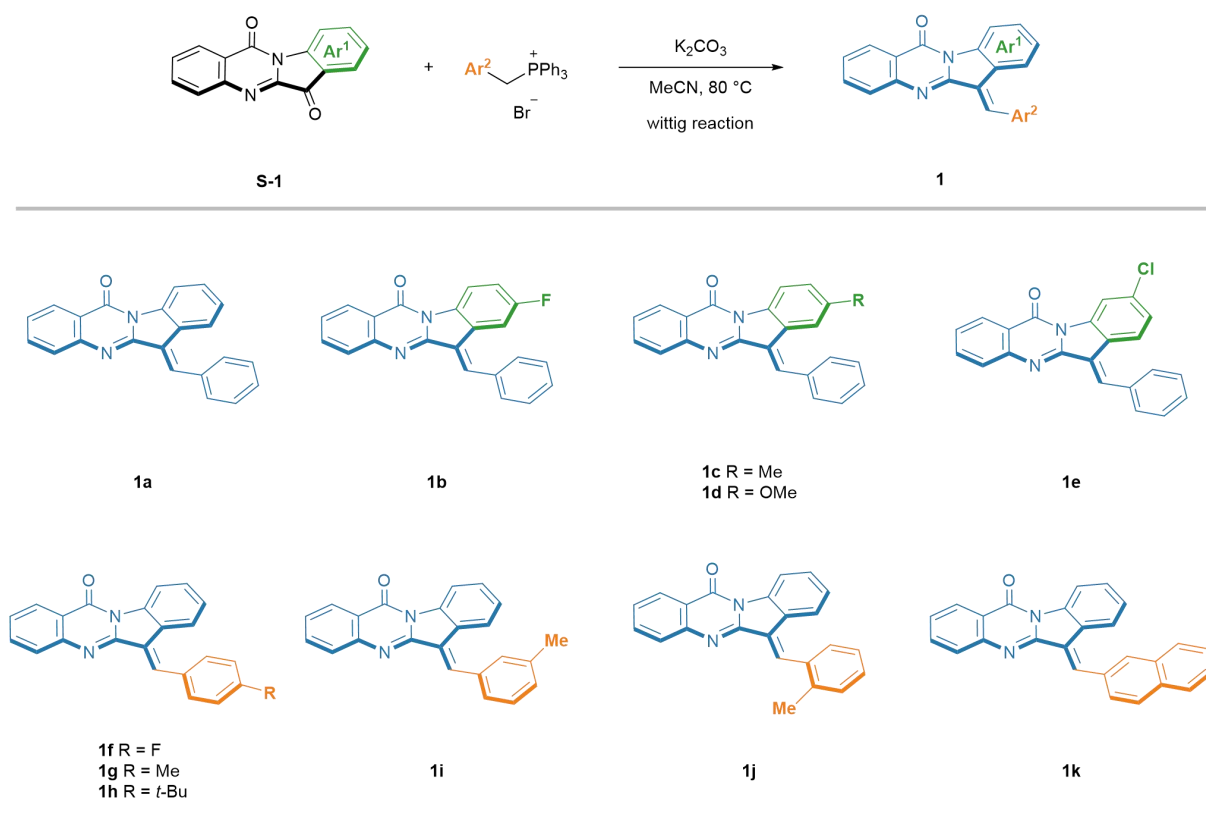 O
N
N
O
Ar¹
+
Ar²
+
PPh₃
Br⁻
K₂CO₃
MeCN, 80 °C
wittig reaction
O
N
N
Ar¹
Ar²
S-1
1
O
N
N
1a
O
N
N
F
1b
O
N
N
R
1c R = Me
1d R = OMe
O
N
N
Cl
1e
O
N
N
R
1f R = F
1g R = Me
1h R = t-Bu
O
N
N
Me
1i
O
N
N
Me
1j
O
N
N
1k